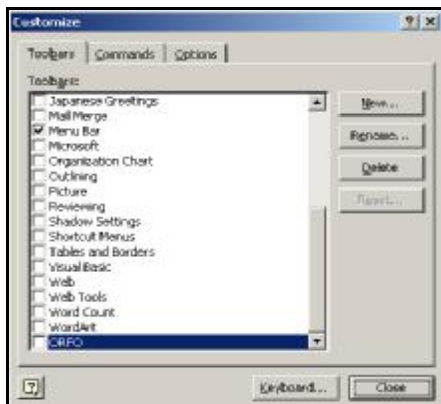 Customize
Toolbars Commands Options
Toolbars:
Japanese Greetings
Mail Merge
Menu Bar
Microsoft
Organization Chart
Outlining
Picture
Reviewing
Shadow Settings
Shortcut Menus
Tables and Borders
Visual Basic
Web
Web Tools
Word Count
WordArt
ORFO
New...
Rename...
Delete
Reset...
Keyboard...
Close